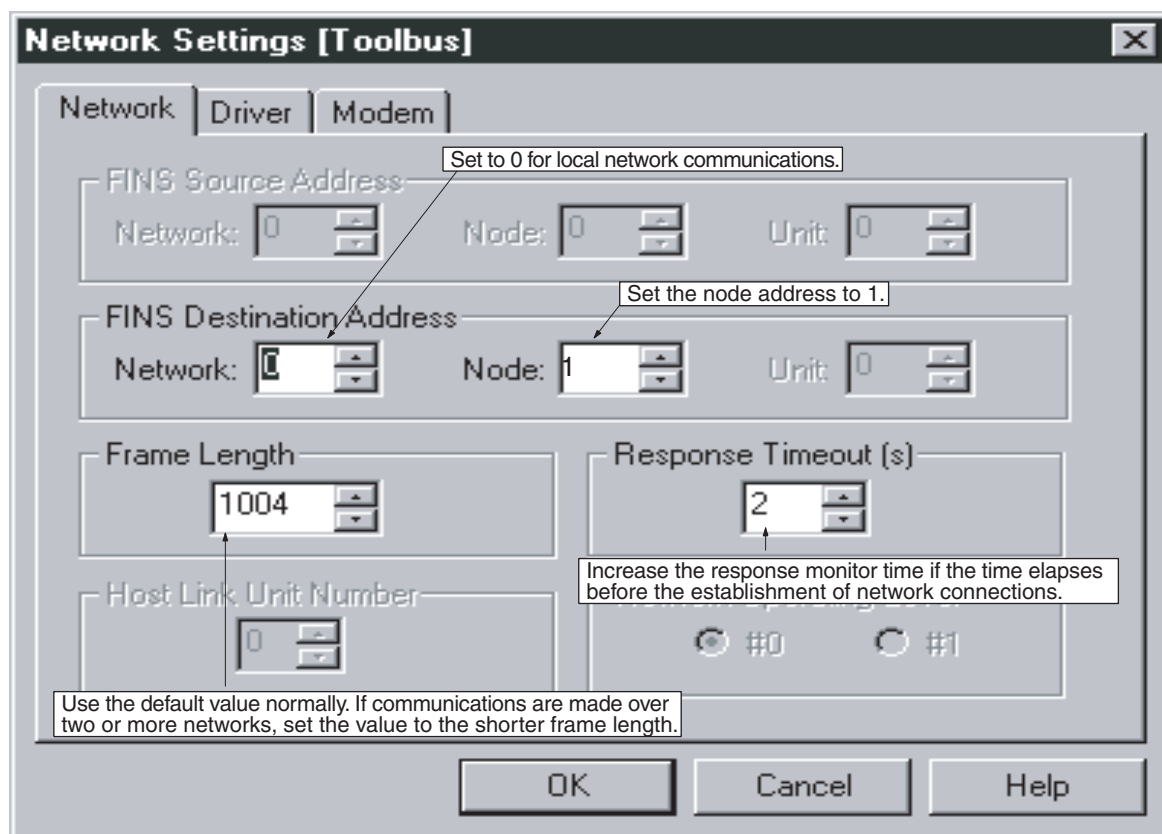 Network Settings [Toolbus]
Network Driver Modem
Set to 0 for local network communications.
FINS Source Address
Network: 0 Node: 0 Unit: 0
Set the node address to 1.
FINS Destination Address
Network: 0 Node: 1 Unit: 0
Frame Length
1004
Response Timeout (s)
2
Increase the response monitor time if the time elapses
before the establishment of network connections.
Host Link Unit Number
0
#0 #1
Use the default value normally. If communications are made over
two or more networks, set the value to the shorter frame length.
OK Cancel Help